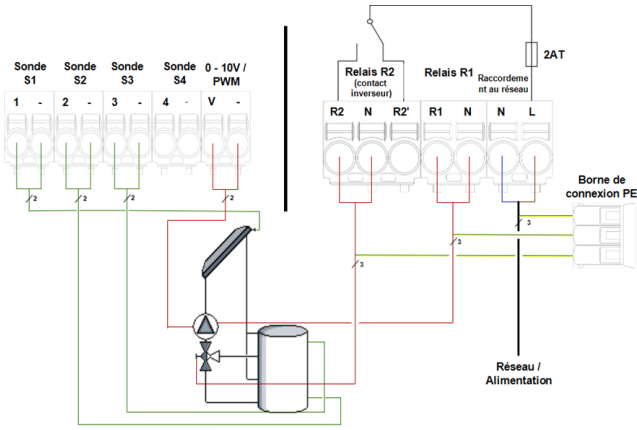 Sonde S1
Sonde S2
Sonde S3
Sonde S4
0 - 10V / PWM
1 - 2 - 3 - 4 - V -
2 2 2 2
2AT
Relais R2
(contact
inverseur)
Relais R1
Raccordeme
nt au réseau
R2 N R2' R1 N N L
Borne de
connexion PE
3
3
3
Réseau /
Alimentation